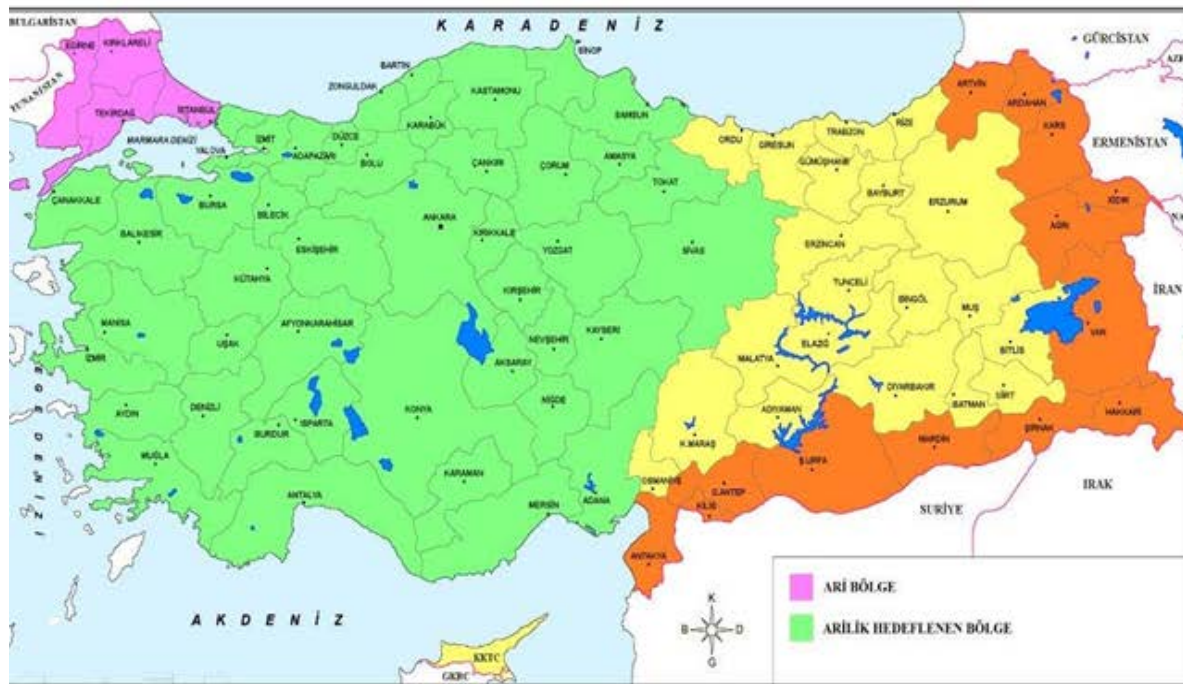 KARADENİZ
BULGARİSTAN
GÜRCİSTAN
YUNANİSTAN
EDİRNE
KIRKLARELİ
SİNOP
BARTIN
ZONGULDAK
KASTAMONU
ARTVİN
ARDAHAN
TEKİRDAĞ
İSTANBUL
KARABÜK
SAMSUN
KARS
MARMARA DENİZİ
YALOVA
İZMİT
ADAPAZARI
DÜZCE
BOLU
ÇANKIRI
ÇORUM
AMASYA
ORDU
GİRESUN
TRABZON
RİZE
ERMENİSTAN
GÜMÜŞHANE
BAYBURT
TOKAT
ÇANAKKALE
BURSA
BİLECİK
ANKARA
KIRIKKALE
YOZGAT
SİVAS
ERZİNCAN
ERZURUM
AĞRI
IĞDIR
BALIKESİR
ESKİŞEHİR
KÜTAHYA
KIRŞEHİR
TUNCELİ
BİNGÖL
MUŞ
İRAN
MANİSA
İZMİR
UŞAK
AFYONKARAHİSAR
NEVŞEHİR
KAYSERİ
AKSARAY
MALATYA
ELAZIĞ
BİTLİS
VAR
EGE DENİZİ
AYDIN
DENİZLİ
BURDUR
ISPARTA
KONYA
NİĞDE
ADIYAMAN
DİYARBAKIR
BATMAN
SİİRT
HAKKARİ
ŞIRNAK
MARDİN
MUĞLA
ANTALYA
KARAMAN
MERSİN
ADANA
K.MARAŞ
OSMANİYE
G.ANTEP
KİLİS
Ş.URFA
ANTAKYA
SURİYE
IRAK
AKDENİZ
KKTC
GKRC
K
B
D
G
ARİ BÖLGE
ARİLİK HEDEFLENEN BÖLGE